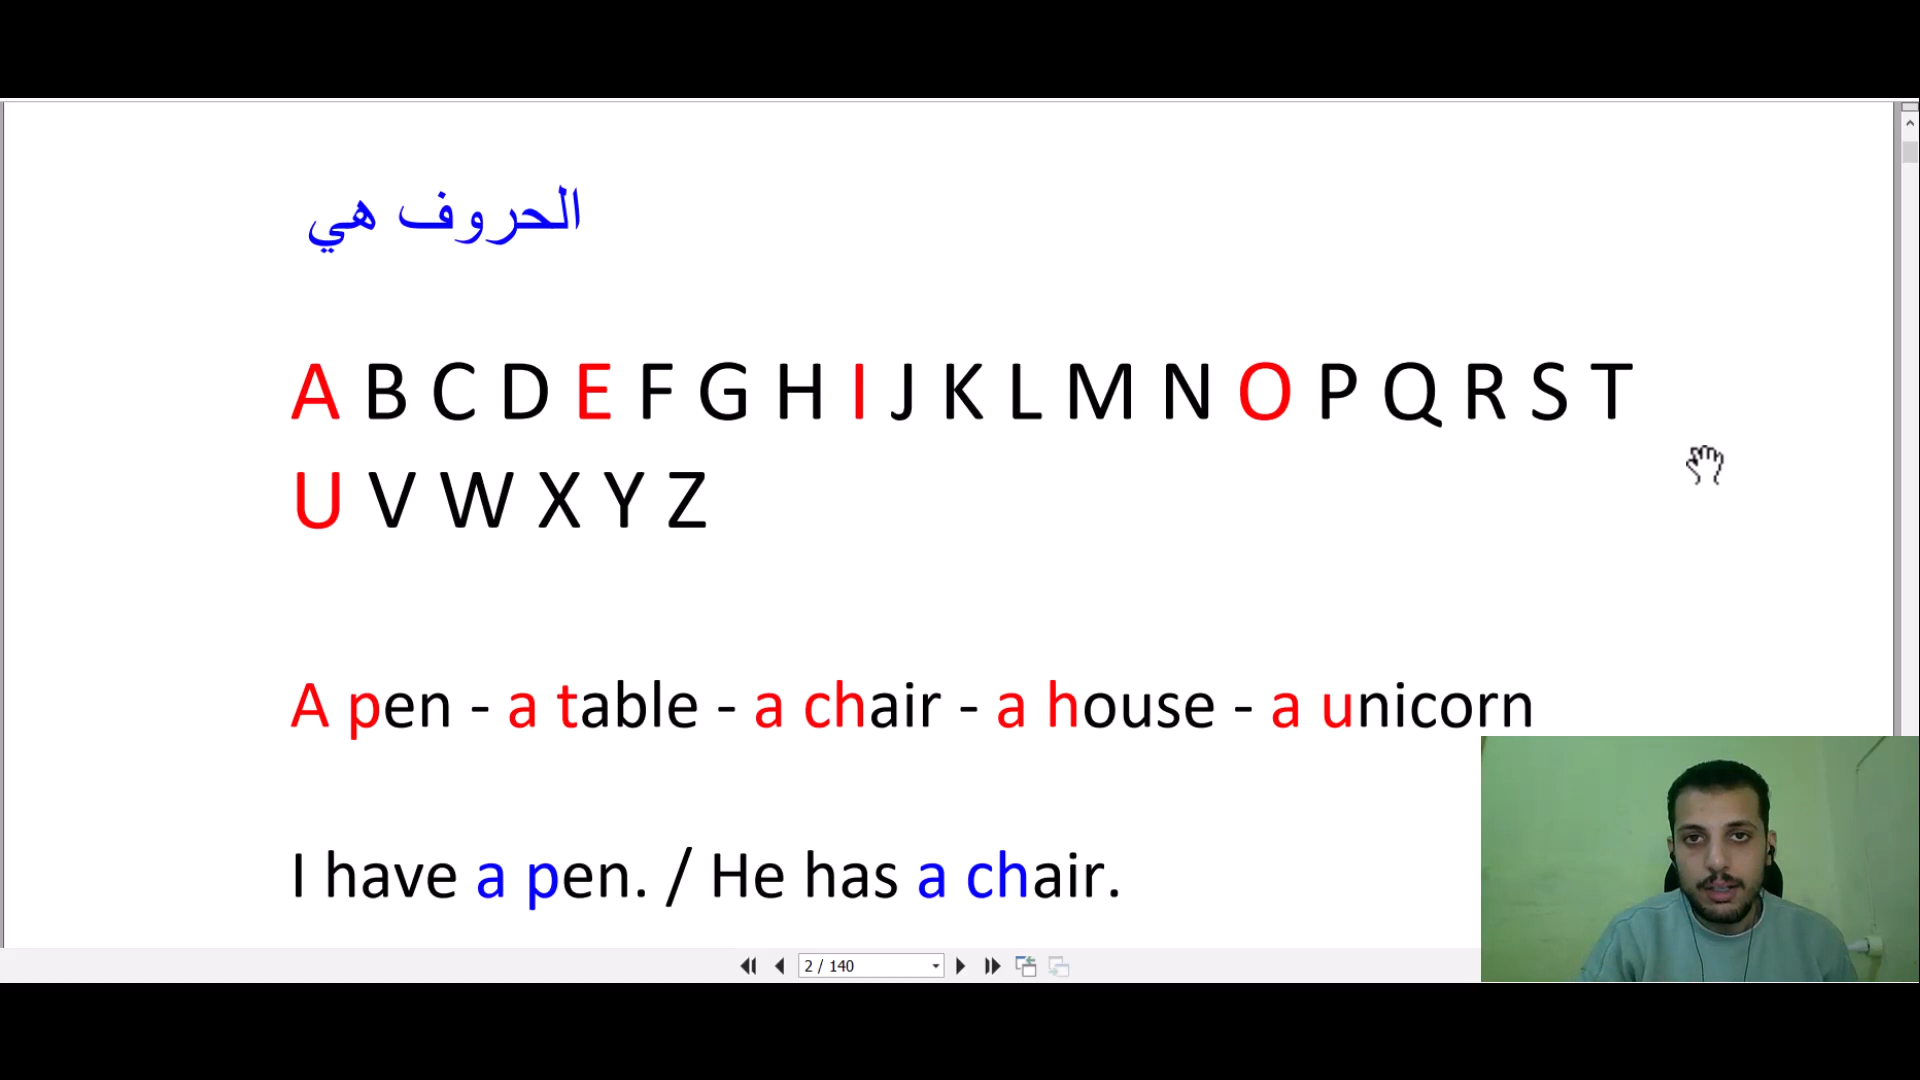 الحروف هي
A B C D E F G H I J K L M N O P Q R S T
U V W X Y Z
A pen - a table - a chair - a house - a unicorn
I have a pen. / He has a chair.
2 / 140